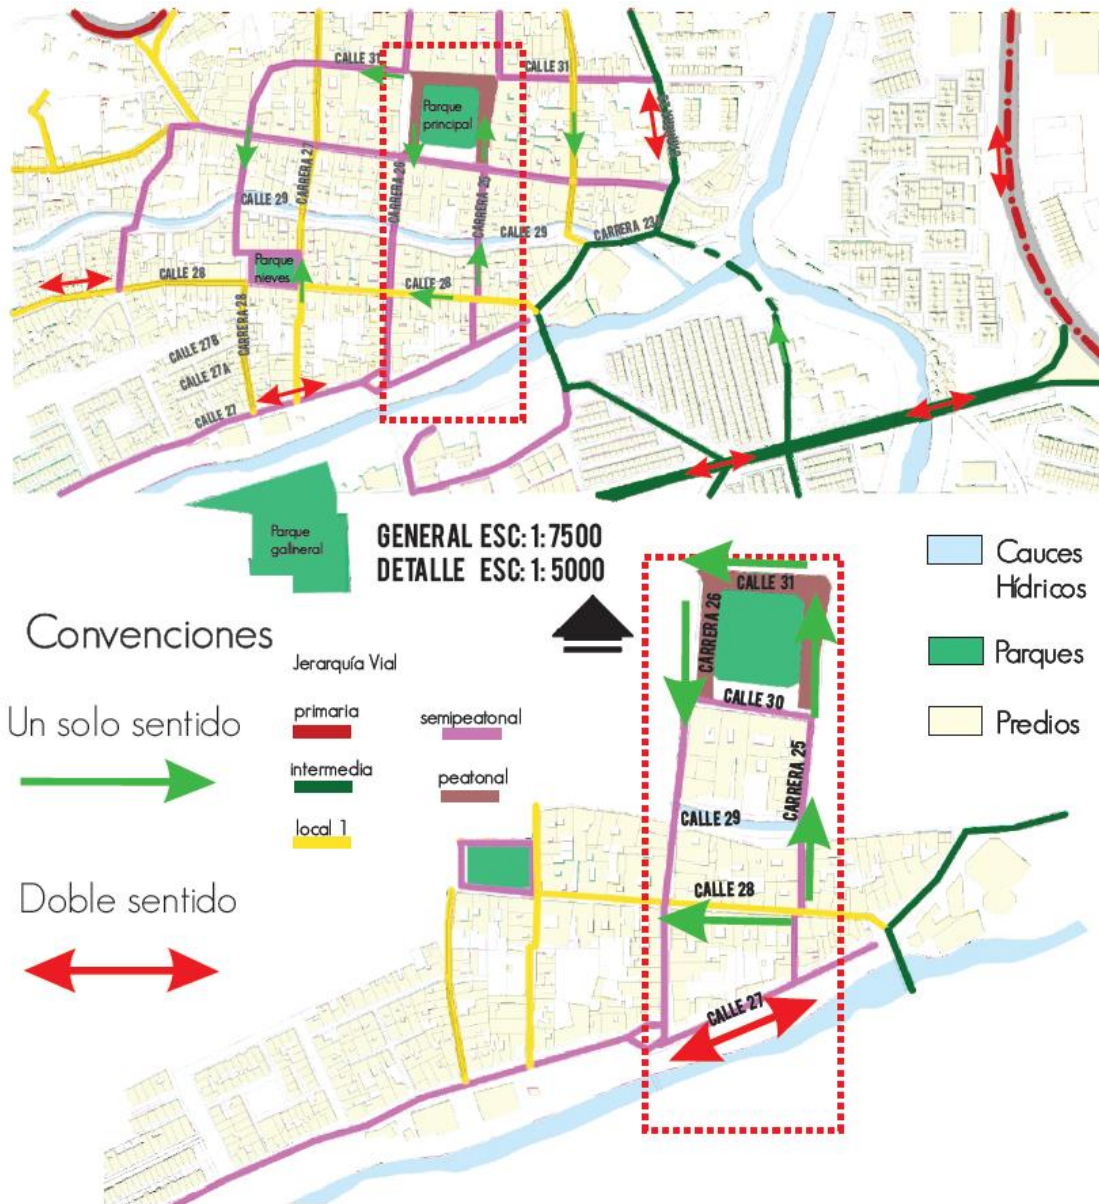 CALLE 31
CALLE 31
Parque
principal
CARRERA 27
CARRERA 26
CARRERA 25
CALLE 29
CALLE 29
CARRERA 23A
Parque
nieves
CALLE 28
CALLE 28
CARRERA 28
CALLE 27B
CALLE 27A
CALLE 27
Parque
gallineral
GENERAL ESC: 1: 7500
DETALLE ESC: 1: 5000
Convenciones
Jerarquía Vial
Un solo sentido
primaria
semipeatonal
intermedia
peatonal
local 1
Doble sentido
Cauces
Hídricos
Parques
Predios
CALLE 31
CARRERA 26
CALLE 30
CARRERA 25
CALLE 29
CALLE 28
CALLE 27